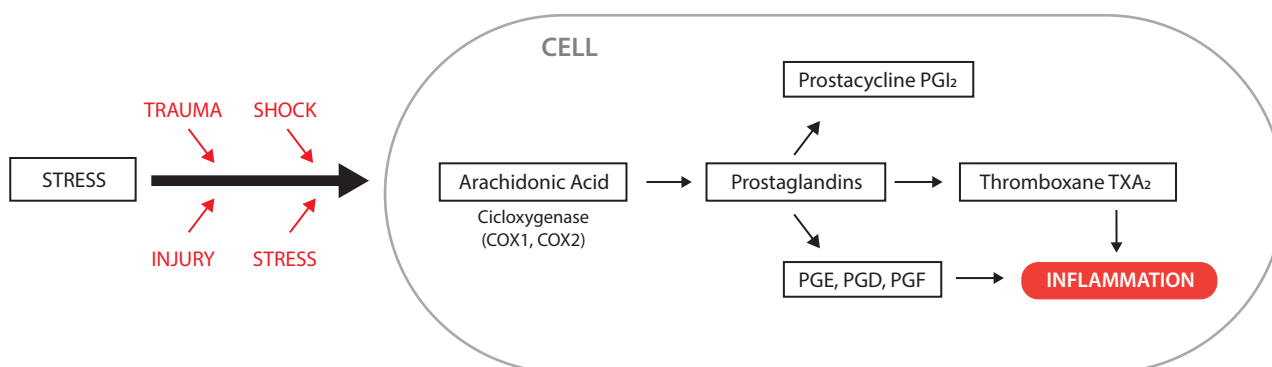 CELL
Prostacycline PGI₂
TRAUMA
SHOCK
STRESS
Arachidonic Acid
Prostaglandins
Thromboxane TXA₂
Cicloxygenase
(COX1, COX2)
INJURY
STRESS
PGE, PGD, PGF
INFLAMMATION